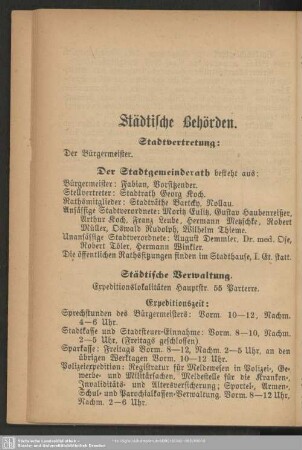 Städtische Behörden.
Stadtvertretung:
Der Bürgermeister.
Der Stadtgemeinderath besteht aus:
Bürgermeister: Fabian, Vorsitzender.
Stellvertreter: Stadtrath Georg Koch.
Rathsmitglieder: Stadträthe Bartcky, Rollau.
Ansässige Stadtverordnete: Moritz Eulitz, Gustav Haubenreißer,
Arthur Koch, Franz Leube, Hermann Metzschke, Robert
Müller, Oswald Rudolph, Wilhelm Thieme.
Unansässige Stadtverordnete: August Demmler, Dr. med. Ose,
Robert Töler, Hermann Winkler.
Die öffentlichen Rathssitzungen finden im Stadthause, I. Et. statt.
Städtische Verwaltung.
Expeditionslokalitäten Hauptstr. 55 Parterre.
Expeditionszeit:
Sprechstunden des Bürgermeisters: Vorm. 10—12, Nachm.
4—6 Uhr.
Stadtkasse und Stadtsteuer-Einnahme: Vorm. 8—10, Nachm.
2—5 Uhr. (Freitags geschlossen).
Sparkasse: Freitags Vorm. 8—12, Nachm. 2—5 Uhr, an den
übrigen Werktagen Vorm. 10—12 Uhr.
Polizeiexpedition: Registratur für Meldewesen in Polizei-, Ge-
werbe- und Militärsachen, Meldestelle für die Kranken-,
Invaliditäts- und Altersversicherung; Sportel-, Armen-,
Schul- und Parochialkassen-Verwaltung. Vorm. 8—12 Uhr,
Nachm. 2—6 Uhr.